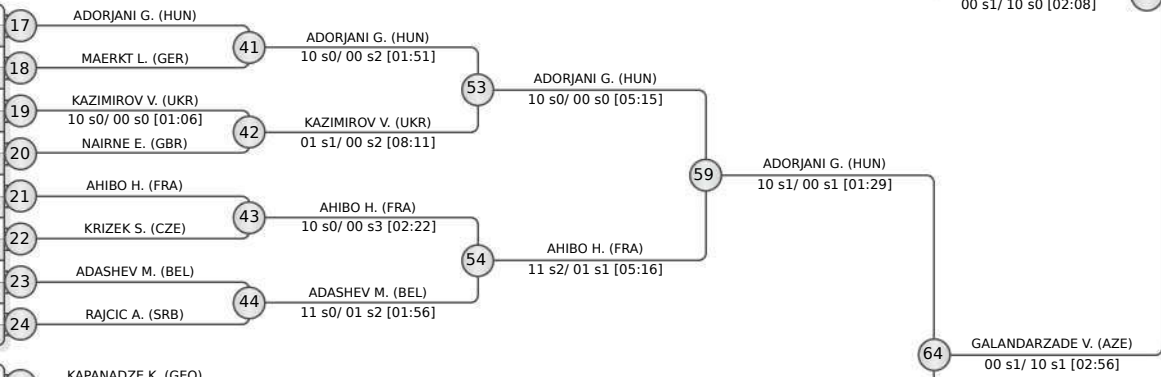 00 s1/ 10 s0 [02:08]
17
ADORJANI G. (HUN)
18
MAERKT L. (GER)
41
ADORJANI G. (HUN)
10 s0/ 00 s2 [01:51]
19
KAZIMIROV V. (UKR)
10 s0/ 00 s0 [01:06]
20
NAIRNE E. (GBR)
42
KAZIMIROV V. (UKR)
01 s1/ 00 s2 [08:11]
53
ADORJANI G. (HUN)
10 s0/ 00 s0 [05:15]
21
AHIBO H. (FRA)
22
KRIZEK S. (CZE)
43
AHIBO H. (FRA)
10 s0/ 00 s3 [02:22]
23
ADASHEV M. (BEL)
24
RAJCIC A. (SRB)
44
ADASHEV M. (BEL)
11 s0/ 01 s2 [01:56]
54
AHIBO H. (FRA)
11 s2/ 01 s1 [05:16]
59
ADORJANI G. (HUN)
10 s1/ 00 s1 [01:29]
64
GALANDARZADE V. (AZE)
00 s1/ 10 s1 [02:56]
KAPANADZE K. (GEO)